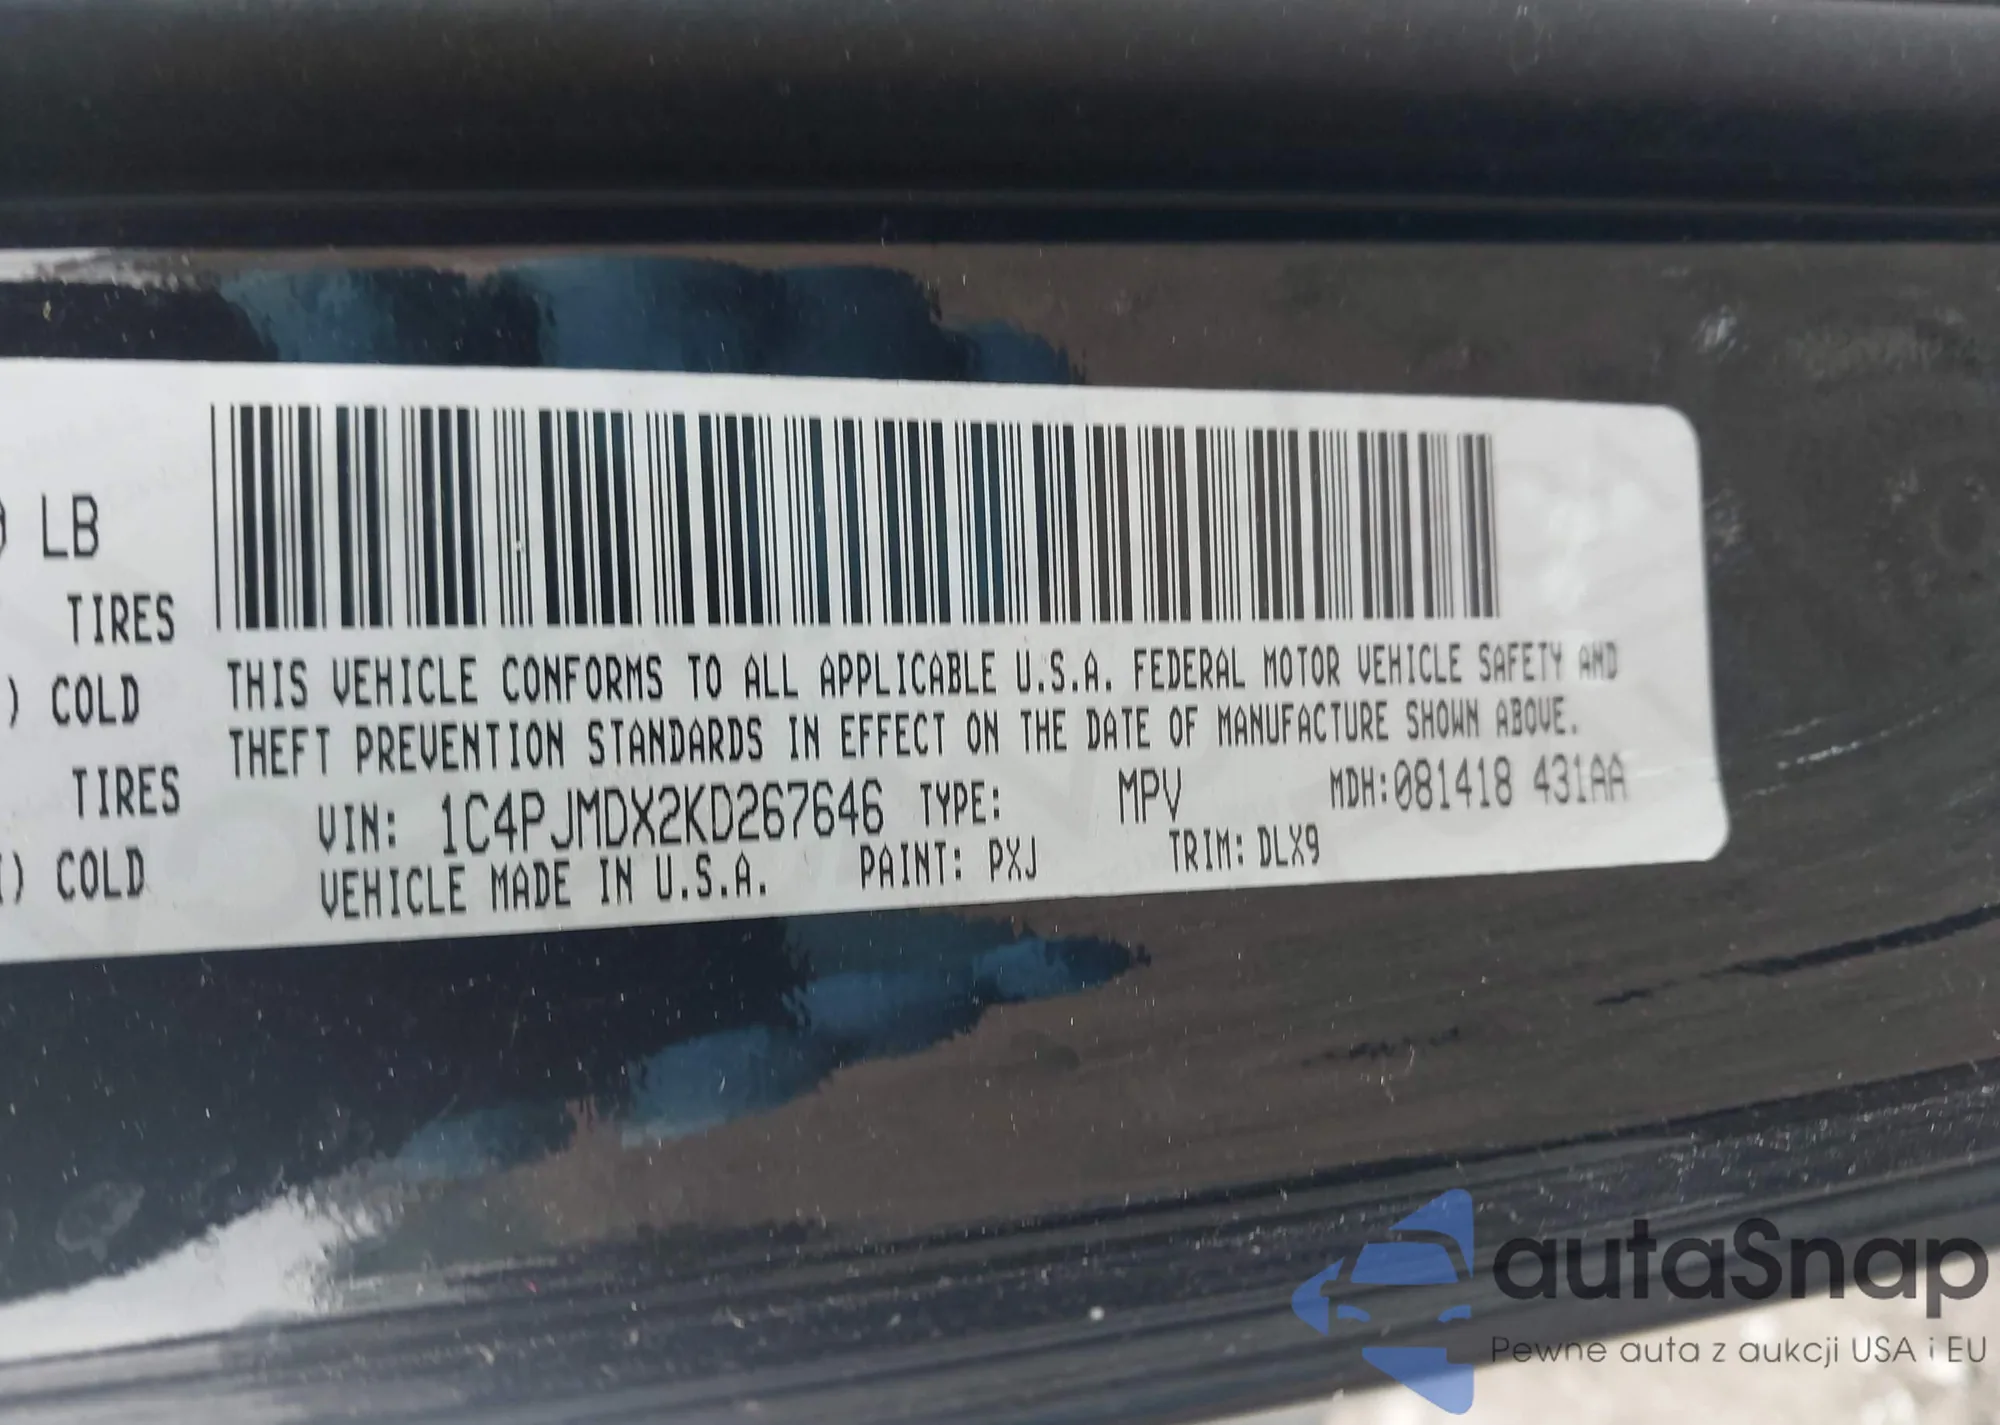 LB
TIRES
) COLD
TIRES
) COLD
THIS VEHICLE CONFORMS TO ALL APPLICABLE U.S.A. FEDERAL MOTOR VEHICLE SAFETY AND
THEFT PREVENTION STANDARDS IN EFFECT ON THE DATE OF MANUFACTURE SHOWN ABOVE.
VIN: 1C4PJMDX2KD267646 TYPE: MPV MDH:081418 431AA
VEHICLE MADE IN U.S.A. PAINT: PXJ TRIM: DLX9
autaSnap
Pewne auta z aukcji USA i EU